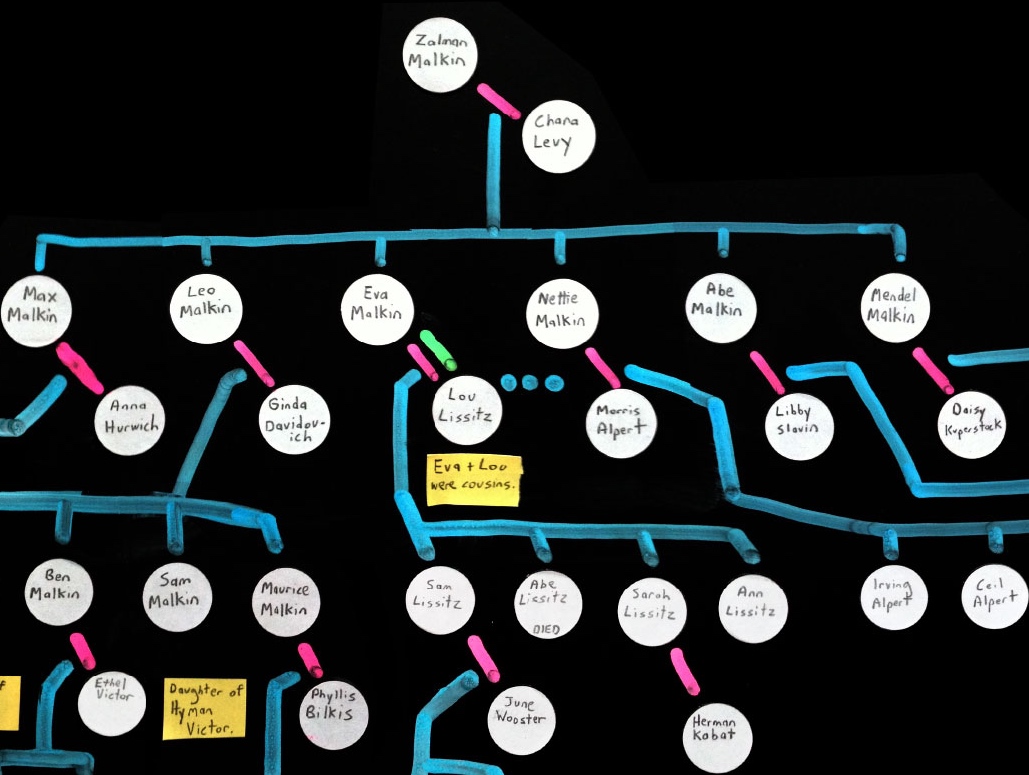 Zalman
Malkin
Chana
Levy
Max
Malkin
Leo
Malkin
Eva
Malkin
Nettie
Malkin
Abe
Malkin
Mendel
Malkin
Anna
Hurwich
Ginda
Davidov-
ich
Lou
Lissitz
Morris
Alpert
Libby
Slavin
Daisy
Kuperstock
Eva + Lou
were cousins.
Ben
Malkin
Sam
Malkin
Maurice
Malkin
Sam
Lissitz
Abe
Lissitz
DIED
Sarah
Lissitz
Ann
Lissitz
Irving
Alpert
Ceil
Alpert
Ethel
Victor
Daughter of
Hyman
Victor.
Phyllis
Bilkis
June
Wooster
Herman
Kobat